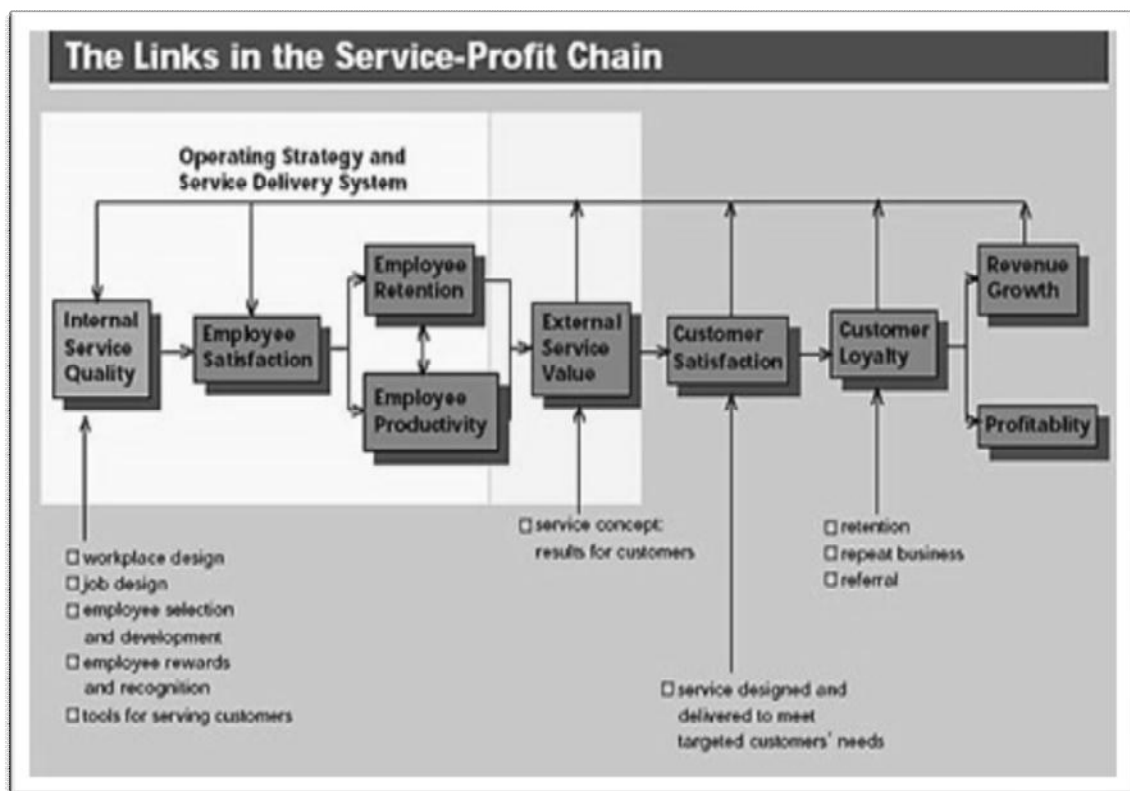 The Links in the Service-Profit Chain
Operating Strategy and
Service Delivery System
Internal
Service
Quality
Employee
Satisfaction
Employee
Retention
Employee
Productivity
External
Service
Value
Customer
Satisfaction
Customer
Loyalty
Revenue
Growth
Profitablity
workplace design
job design
employee selection
and development
employee rewards
and recognition
tools for serving customers
service concept:
results for customers
service designed and
delivered to meet
targeted customers' needs
retention
repeat business
referral